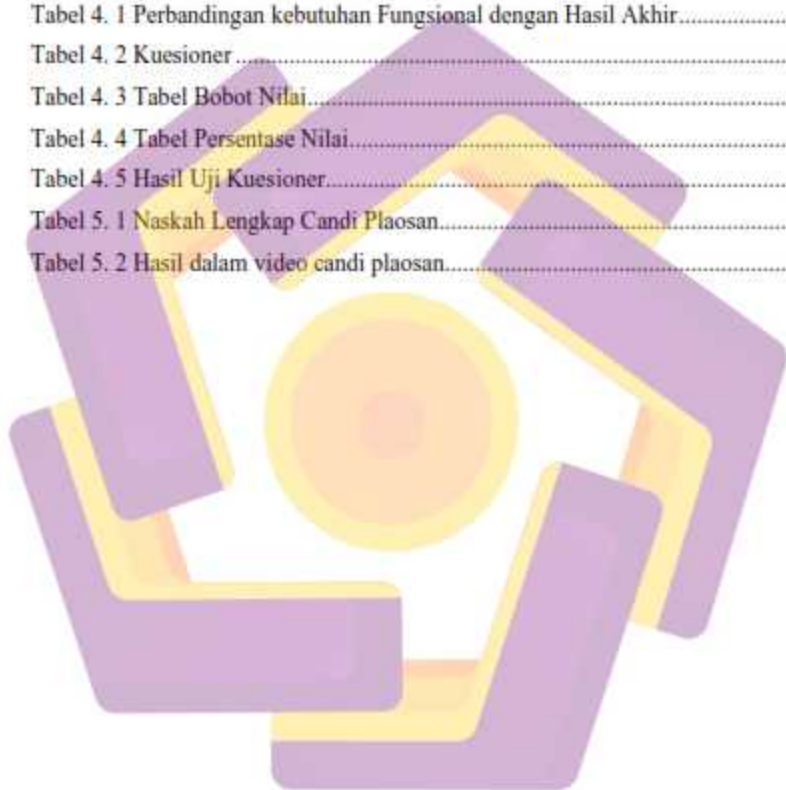 Tabel 4. 1 Perbandingan kebutuhan Fungsional dengan Hasil Akhir....................
Tabel 4. 2 Kuesioner....................
Tabel 4. 3 Tabel Bobot Nilai....................
Tabel 4. 4 Tabel Persentase Nilai....................
Tabel 4. 5 Hasil Uji Kuesioner....................
Tabel 5. 1 Naskah Lengkap Candi Plaosan....................
Tabel 5. 2 Hasil dalam video candi plaosan....................